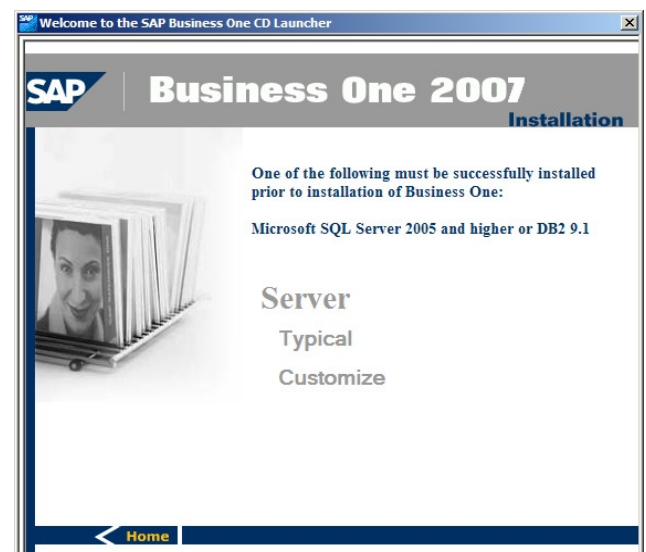 SAP Welcome to the SAP Business One CD Launcher
SAP
Business One 2007
Installation
One of the following must be successfully installed
prior to installation of Business One:
Microsoft SQL Server 2005 and higher or DB2 9.1
Server
Typical
Customize
Home